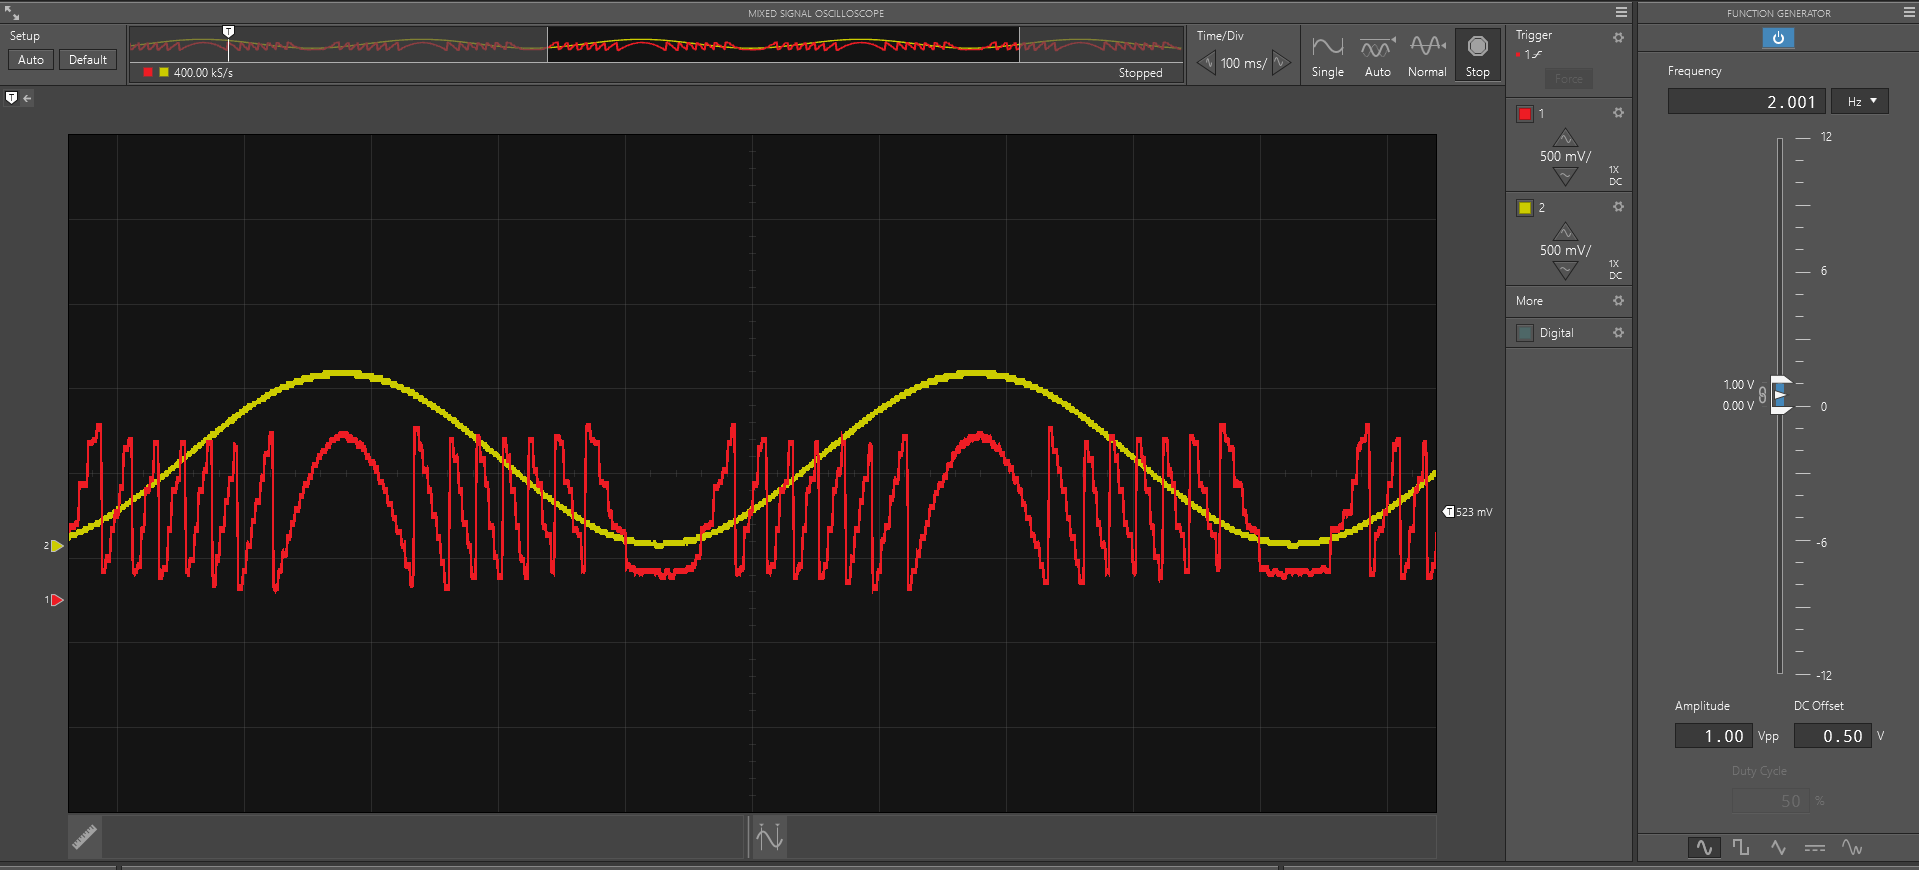 MIXED SIGNAL OSCILLOSCOPE
FUNCTION GENERATOR
Setup
Auto
Default
T
400.00 kS/s
Stopped
Time/Div
100 ms/
Single
Auto
Normal
Stop
Trigger
1
Force
T
1
500 mV/
1X
DC
2
500 mV/
1X
DC
More
Digital
2
1
T 523 mV
Frequency
2.001
Hz
12
6
1.00 V
0.00 V
0
-6
-12
Amplitude
DC Offset
1.00 Vpp
0.50 V
Duty Cycle
50 %